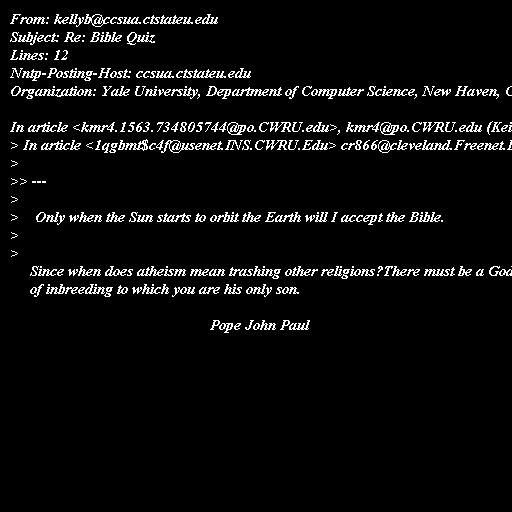 From: kellyb@ccsua.ctstateu.edu
Subject: Re: Bible Quiz
Lines: 12
Nntp-Posting-Host: ccsua.ctstateu.edu
Organization: Yale University, Department of Computer Science, New Haven, C

In article <kmr4.1563.734805744@po.CWRU.edu>, kmr4@po.CWRU.edu (Kei
> In article <1qgbmt$c4f@usenet.INS.CWRU.Edu> cr866@cleveland.Freenet.E
>
>> ---
>
> Only when the Sun starts to orbit the Earth will I accept the Bible.
>
>
Since when does atheism mean trashing other religions?There must be a God
of inbreeding to which you are his only son.

Pope John Paul